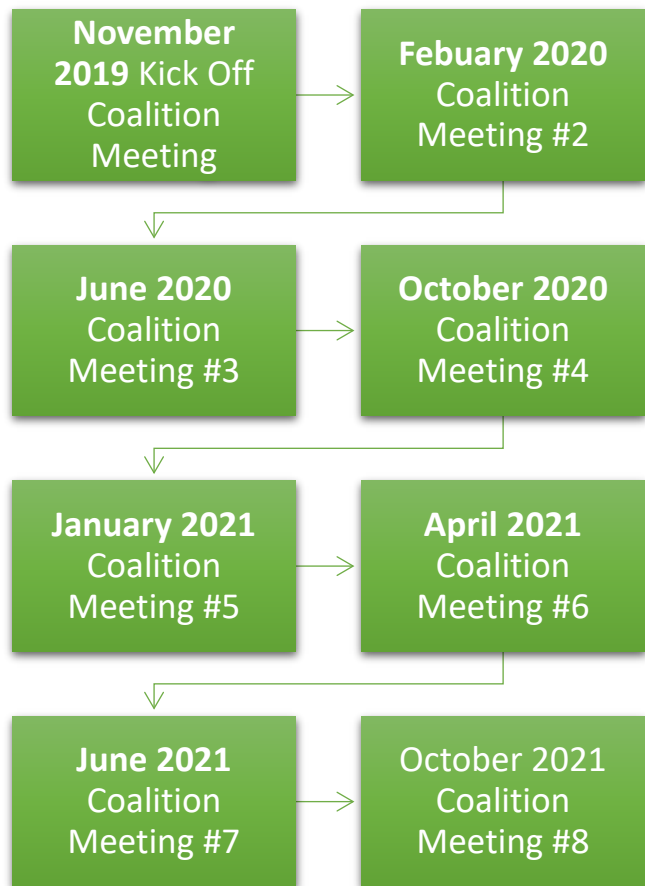 November
2019 Kick Off
Coalition
Meeting
Febuary 2020
Coalition
Meeting #2
June 2020
Coalition
Meeting #3
October 2020
Coalition
Meeting #4
January 2021
Coalition
Meeting #5
April 2021
Coalition
Meeting #6
June 2021
Coalition
Meeting #7
October 2021
Coalition
Meeting #8